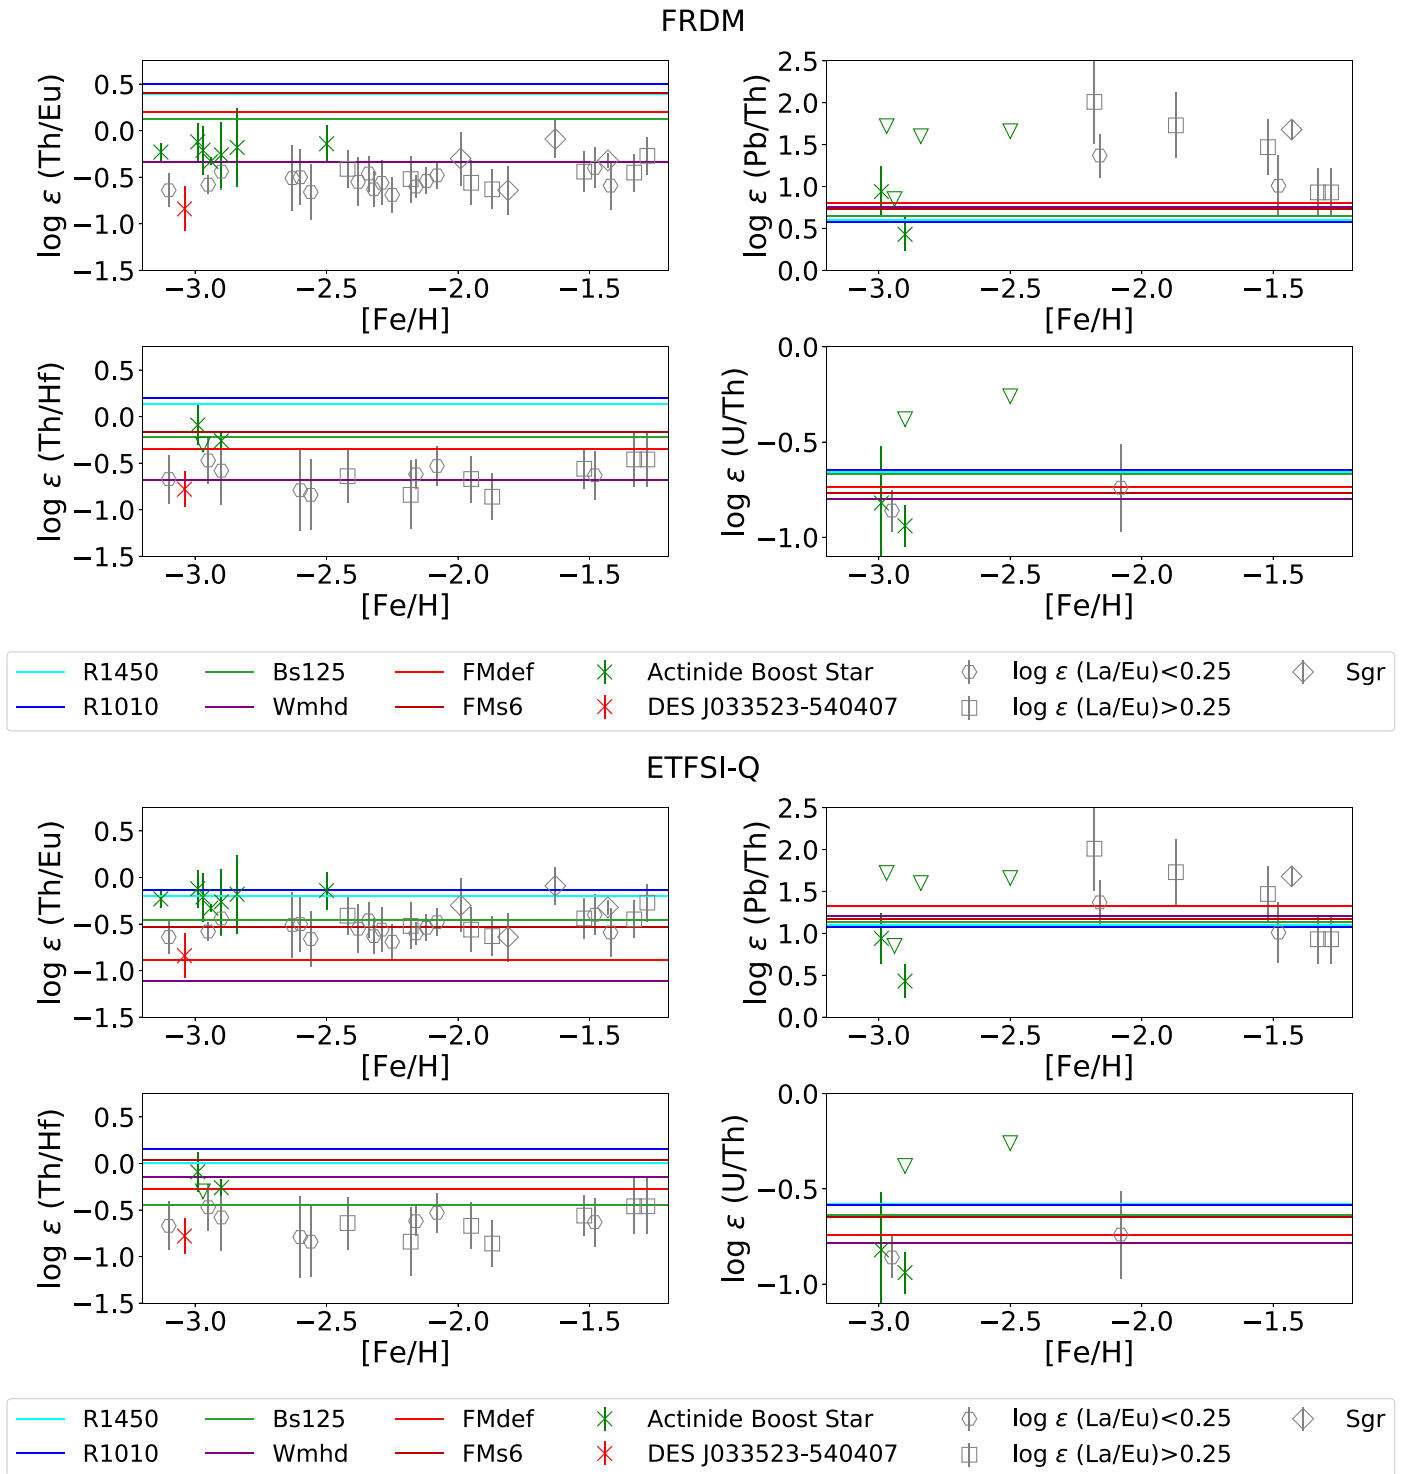 FRDM
log ε (Th/Eu)
0.5
0.0
−0.5
−1.0
−1.5
−3.0 −2.5 −2.0 −1.5
[Fe/H]
log ε (Pb/Th)
2.5
2.0
1.5
1.0
0.5
0.0
−3.0 −2.5 −2.0 −1.5
[Fe/H]
log ε (Th/Hf)
0.5
0.0
−0.5
−1.0
−1.5
−3.0 −2.5 −2.0 −1.5
[Fe/H]
log ε (U/Th)
0.0
−0.5
−1.0
−3.0 −2.5 −2.0 −1.5
[Fe/H]
R1450 Bs125 FMdef Actinide Boost Star log ε (La/Eu)<0.25 Sgr
R1010 Wmhd FMs6 DES J033523-540407 log ε (La/Eu)>0.25
ETFSI-Q
log ε (Th/Eu)
0.5
0.0
−0.5
−1.0
−1.5
−3.0 −2.5 −2.0 −1.5
[Fe/H]
log ε (Pb/Th)
2.5
2.0
1.5
1.0
0.5
0.0
−3.0 −2.5 −2.0 −1.5
[Fe/H]
log ε (Th/Hf)
0.5
0.0
−0.5
−1.0
−1.5
−3.0 −2.5 −2.0 −1.5
[Fe/H]
log ε (U/Th)
0.0
−0.5
−1.0
−3.0 −2.5 −2.0 −1.5
[Fe/H]
R1450 Bs125 FMdef Actinide Boost Star log ε (La/Eu)<0.25 Sgr
R1010 Wmhd FMs6 DES J033523-540407 log ε (La/Eu)>0.25